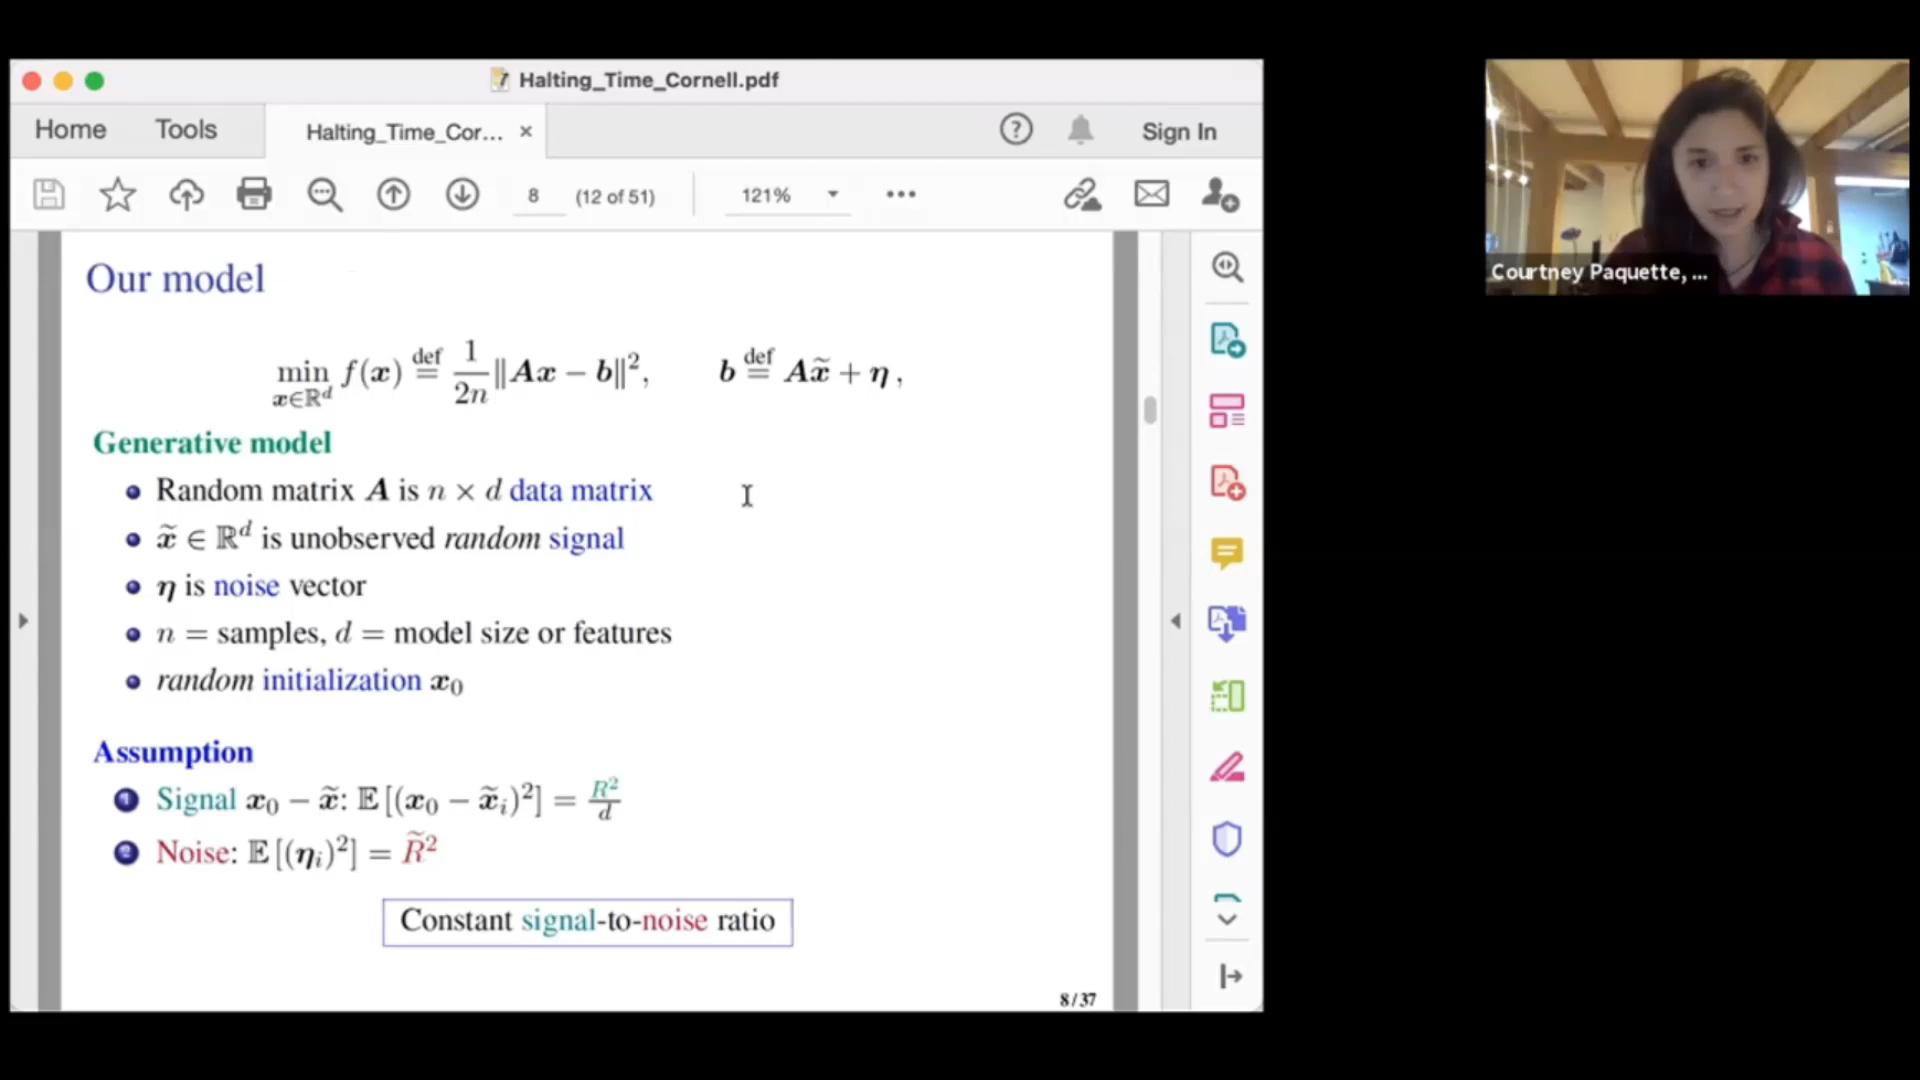 Halting_Time_Cornell.pdf
Home Tools Halting_Time_Cor... × Sign In
8 (12 of 51) 121%
Our model
min_{x∈ℝ^d} f(x) def= 1/2n ‖Ax − b‖², b def= Ax̃ + η,
Generative model
Random matrix A is n × d data matrix
x̃ ∈ ℝ^d is unobserved random signal
η is noise vector
n = samples, d = model size or features
random initialization x₀
Assumption
1 Signal x₀ − x̃: 𝔼[(x₀ − x̃ᵢ)²] = R²/d
2 Noise: 𝔼[(ηᵢ)²] = R̃²
Constant signal-to-noise ratio
8/37
Courtney Paquette, ...